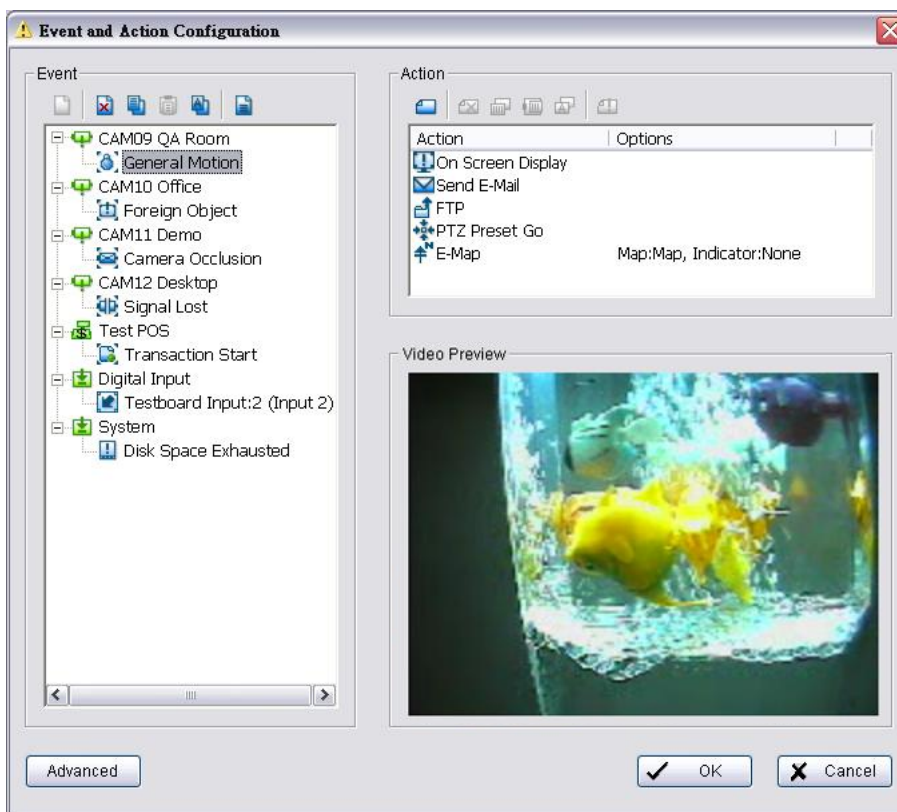 Event and Action Configuration
Event
CAM09 QA Room
General Motion
CAM10 Office
Foreign Object
CAM11 Demo
Camera Occlusion
CAM12 Desktop
Signal Lost
Test POS
Transaction Start
Digital Input
Testboard Input:2 (Input 2)
System
Disk Space Exhausted
Action
Action Options
On Screen Display
Send E-Mail
FTP
PTZ Preset Go
E-Map Map:Map, Indicator:None
Video Preview
Advanced
OK
Cancel